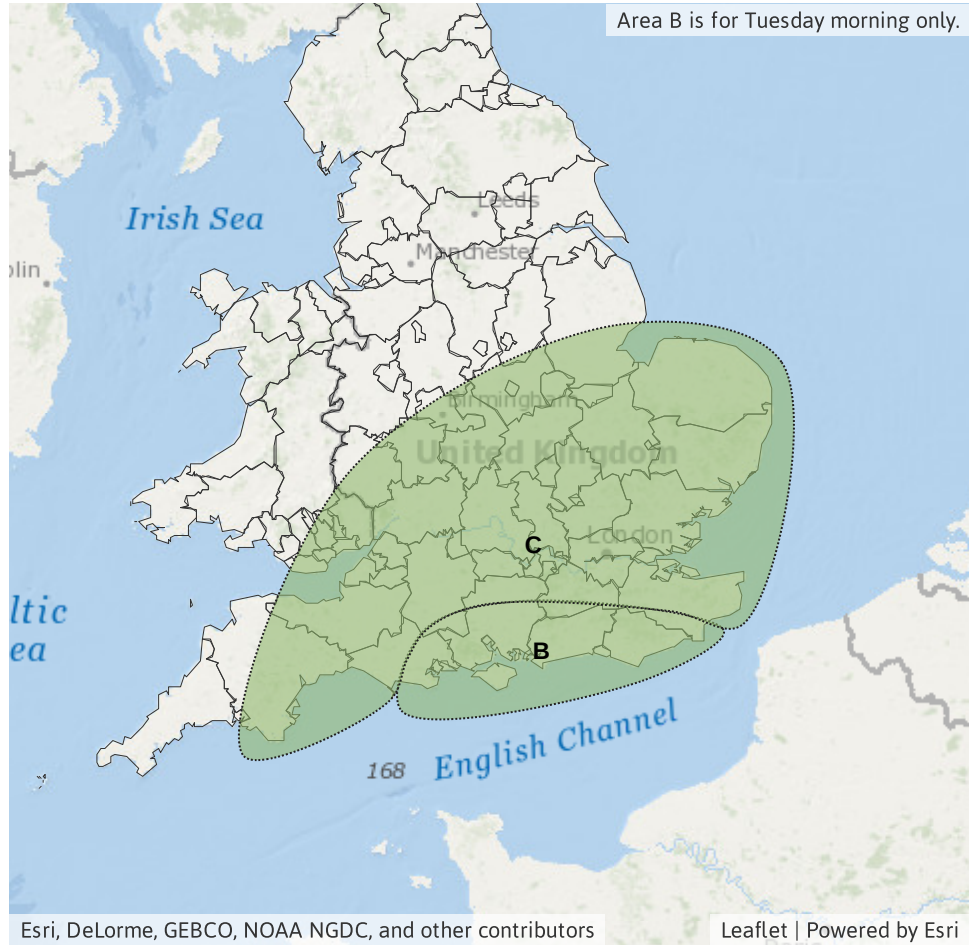 Area B is for Tuesday morning only.
Leeds
Irish Sea
Manchester
olin
Birmingham
United Kingdom
London
C
ltic
ea
B
English Channel
168
Esri, DeLorme, GEBCO, NOAA NGDC, and other contributors
Leaflet | Powered by Esri